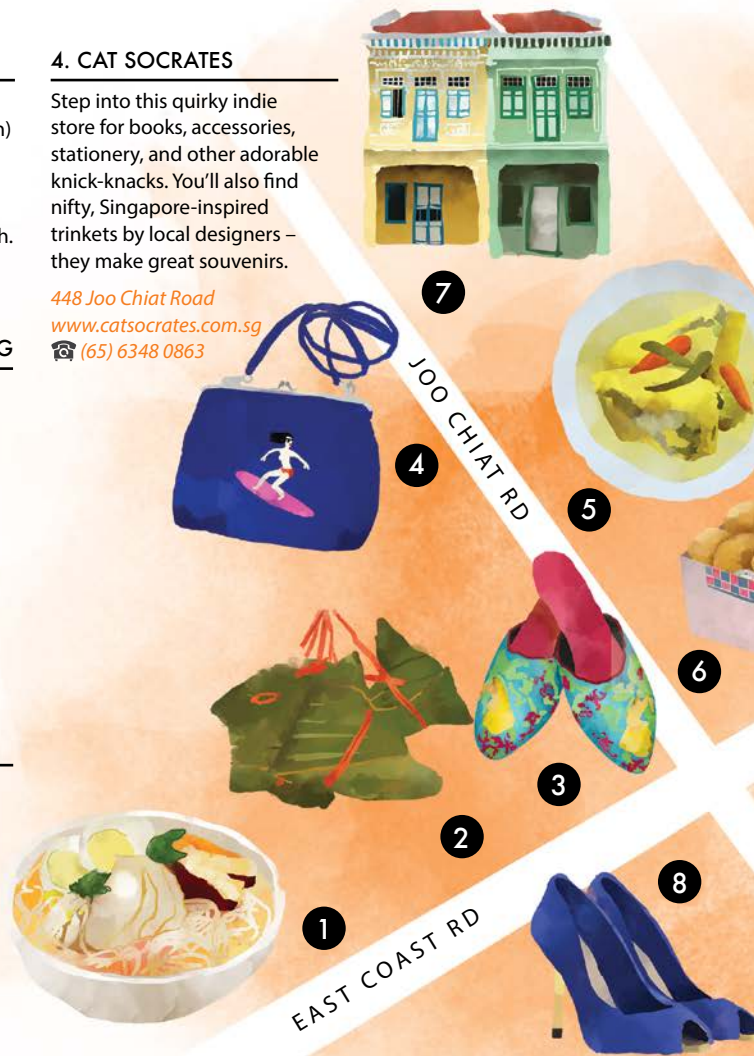 n)
h.
G
4. CAT SOCRATES
Step into this quirky indie
store for books, accessories,
stationery, and other adorable
knick-knacks. You'll also find
nifty, Singapore-inspired
trinkets by local designers –
they make great souvenirs.
448 Joo Chiat Road
www.catsocrates.com.sg
(65) 6348 0863
7
JOO CHIAT RD
4
5
6
3
2
8
1
EAST COAST RD